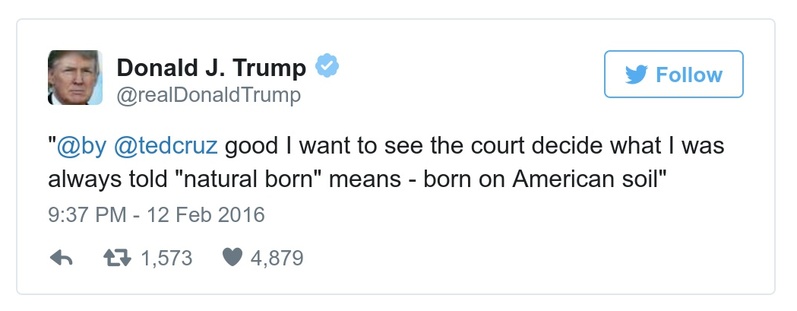 Donald J. Trump
@realDonaldTrump
Follow
"@by @tedcruz good I want to see the court decide what I was
always told "natural born" means - born on American soil"
9:37 PM - 12 Feb 2016
1,573 4,879